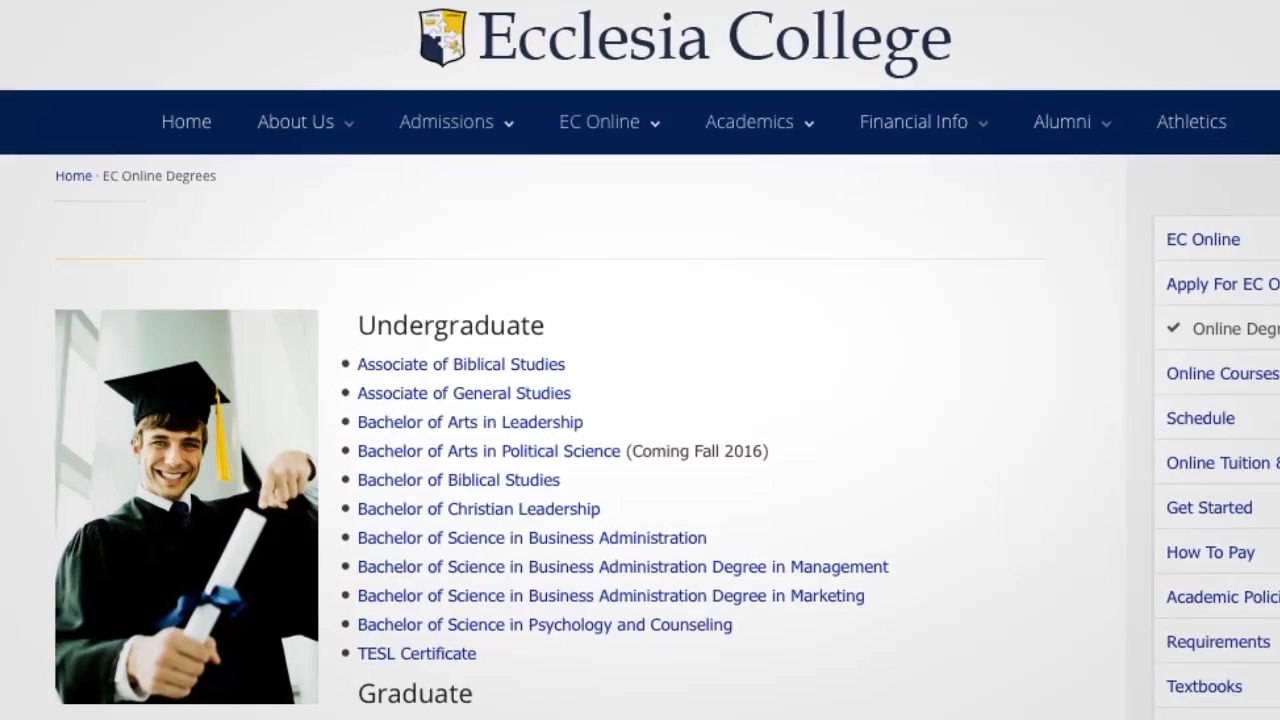 Ecclesia College
Home About Us Admissions EC Online Academics Financial Info Alumni Athletics
Home · EC Online Degrees
EC Online
Apply For EC O
Online Degr
Online Courses
Schedule
Online Tuition &
Get Started
How To Pay
Academic Polici
Requirements
Textbooks
Undergraduate
• Associate of Biblical Studies
• Associate of General Studies
• Bachelor of Arts in Leadership
• Bachelor of Arts in Political Science (Coming Fall 2016)
• Bachelor of Biblical Studies
• Bachelor of Christian Leadership
• Bachelor of Science in Business Administration
• Bachelor of Science in Business Administration Degree in Management
• Bachelor of Science in Business Administration Degree in Marketing
• Bachelor of Science in Psychology and Counseling
• TESL Certificate
Graduate